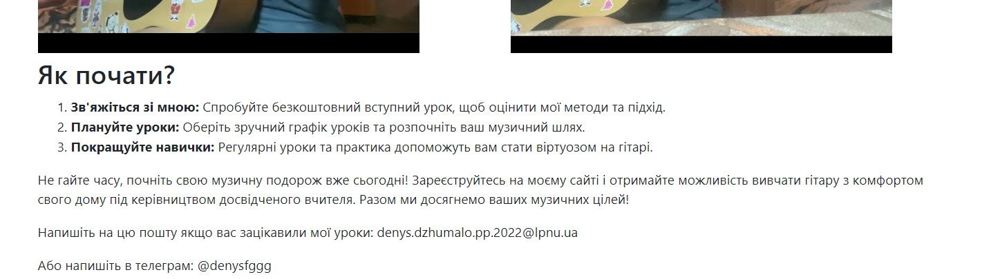 Як почати?
1. Зв'яжіться зі мною: Спробуйте безкоштовний вступний урок, щоб оцінити мої методи та підхід.
2. Плануйте уроки: Оберіть зручний графік уроків та розпочніть ваш музичний шлях.
3. Покращуйте навички: Регулярні уроки та практика допоможуть вам стати віртуозом на гітарі.
Не гайте часу, почніть свою музичну подорож вже сьогодні! Зареєструйтесь на моєму сайті і отримайте можливість вивчати гітару з комфортом
свого дому під керівництвом досвідченого вчителя. Разом ми досягнемо ваших музичних цілей!
Напишіть на цю пошту якщо вас зацікавили мої уроки: denys.dzhumalo.pp.2022@lpnu.ua
Або напишіть в телеграм: @denysfggg